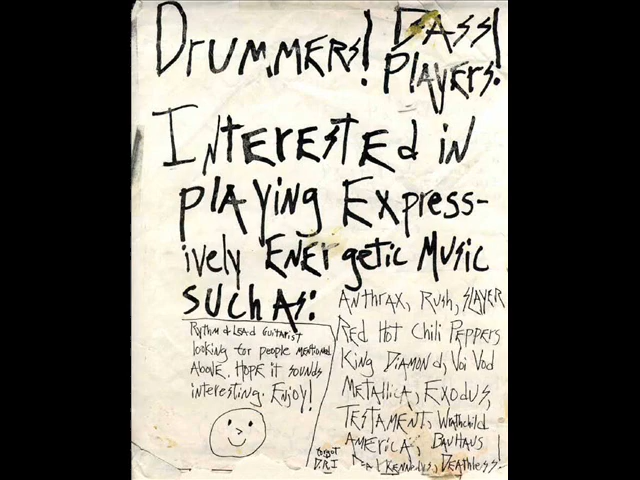 Drummers! Bass!
Players!
Interested in
playing Express-
ively Energetic Music
such as:
Anthrax, Rush, Slayer
Red Hot Chili Peppers
King Diamond, Voi Vod
Metallica, Exodus,
Testament, Wrathchild
America, Bauhaus
Kennedys, Deathless!
Rythm & Lead Guitarist
looking for people mentioned
Above. Hope it sounds
interesting. Enjoy!
forgot
D.R.I